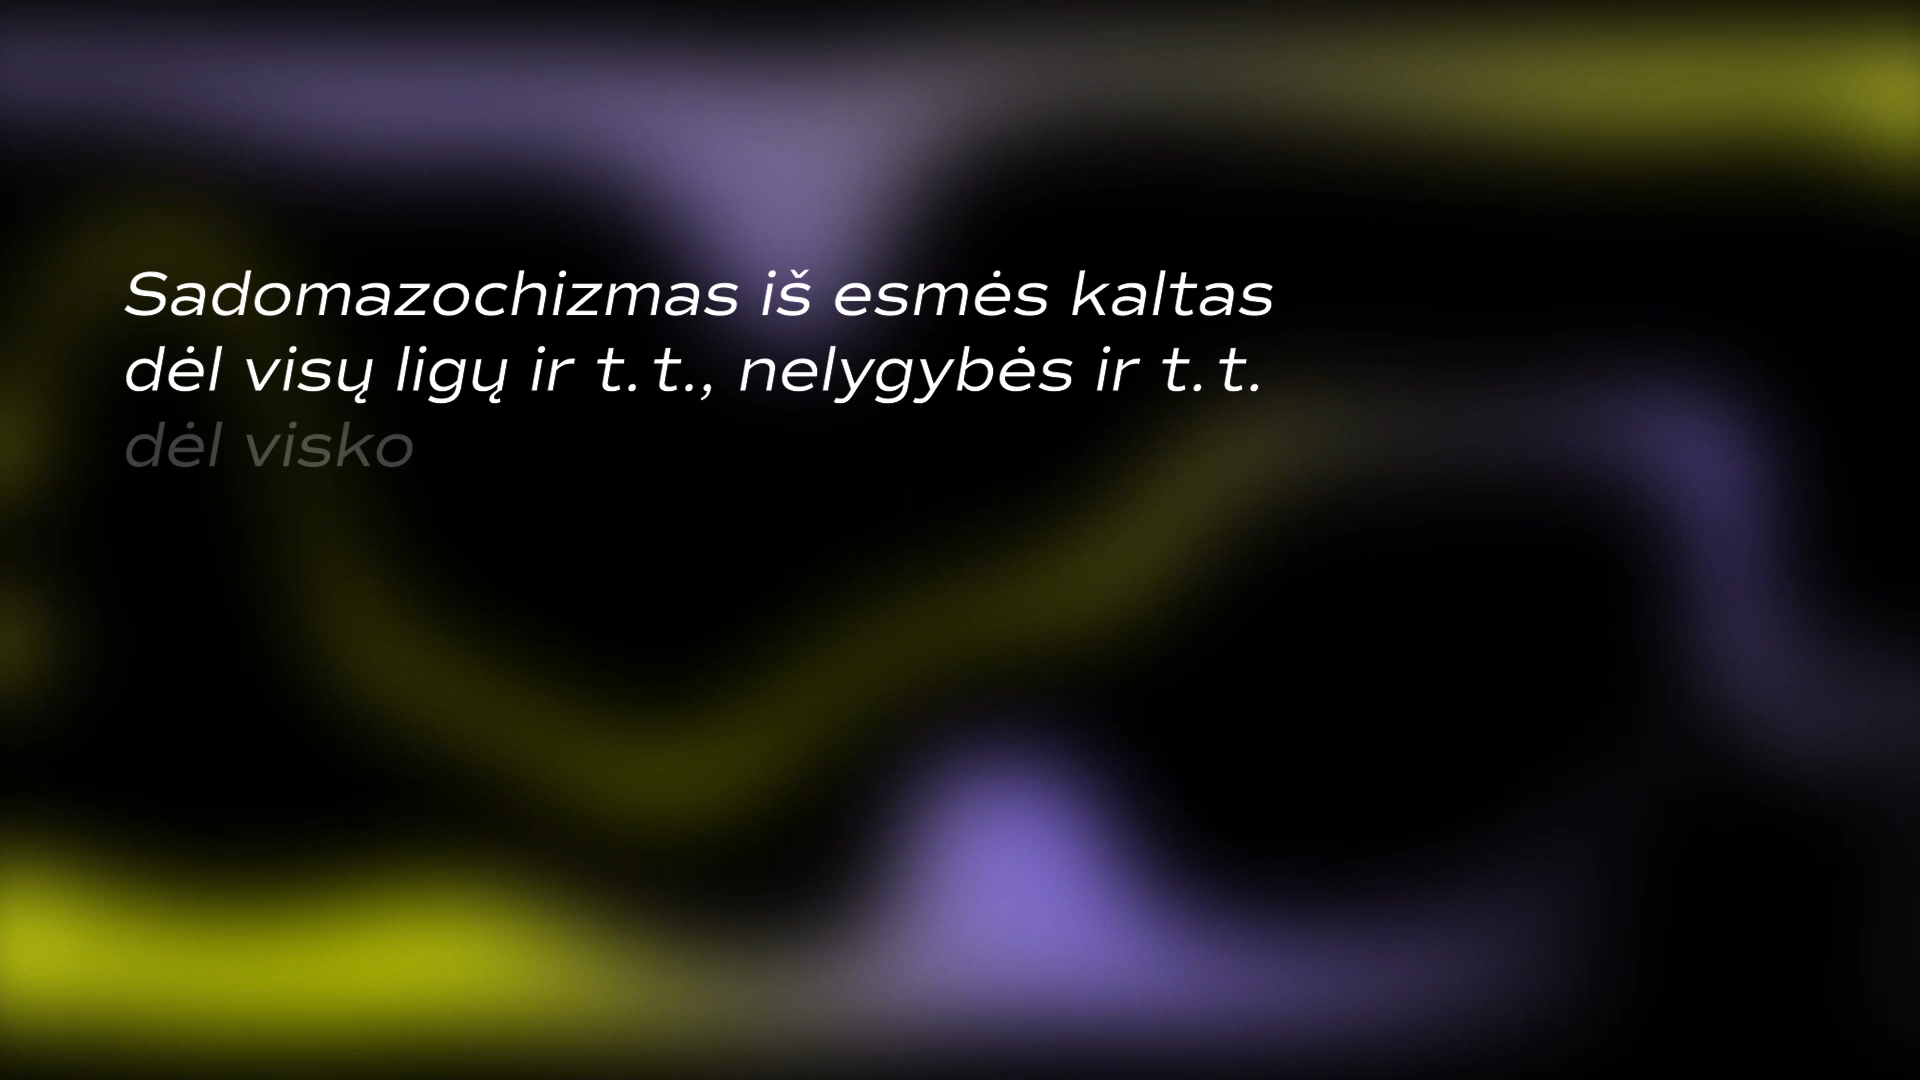 Sadomazochizmas iš esmės kaltas
dėl visų ligų ir t. t., nelygybės ir t. t.
dėl visko